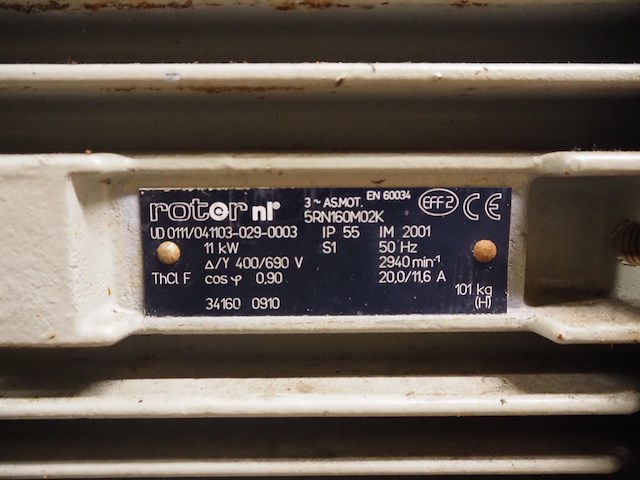 rotor nl 3 ~ AS.MOT. EN 60034 EFF2 CE
5RN160M02K
UD 0111/041103-029-0003 IP 55 IM 2001
11 kW S1 50 Hz
Δ/Y 400/690 V 2940 min⁻¹
ThCl F cos φ 0,90 20,0/11,6 A
101 kg
34160 0910 (H)